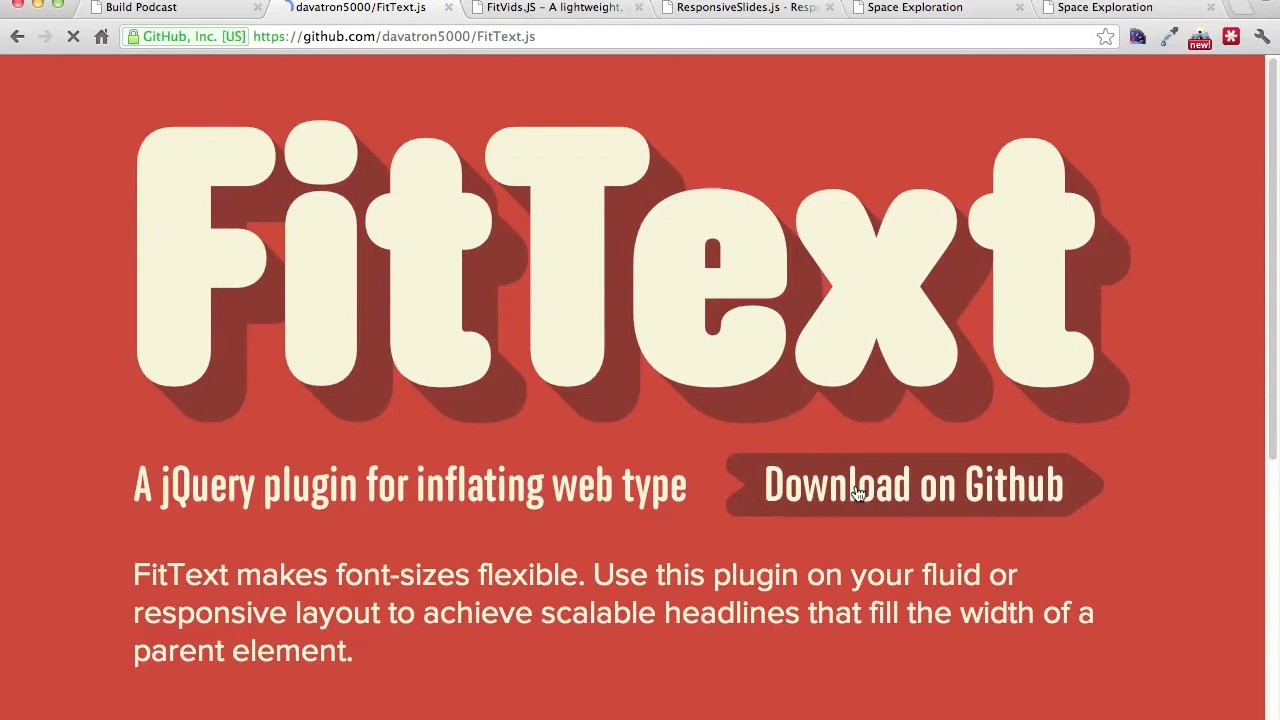 Build Podcast
davatron5000/FitText.js
FitVids.JS - A lightweight,
ResponsiveSlides.js · Resp
Space Exploration
Space Exploration
GitHub, Inc. [US]
https://github.com/davatron5000/FitText.js
new!
FitText
A jQuery plugin for inflating web type
Download on Github
FitText makes font-sizes flexible. Use this plugin on your fluid or
responsive layout to achieve scalable headlines that fill the width of a
parent element.